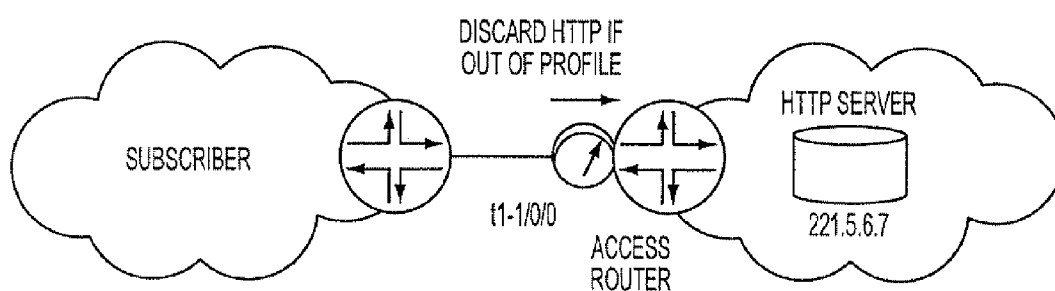 DISCARD HTTP IF
OUT OF PROFILE
SUBSCRIBER
t1-1/0/0
ACCESS
ROUTER
HTTP SERVER
221.5.6.7